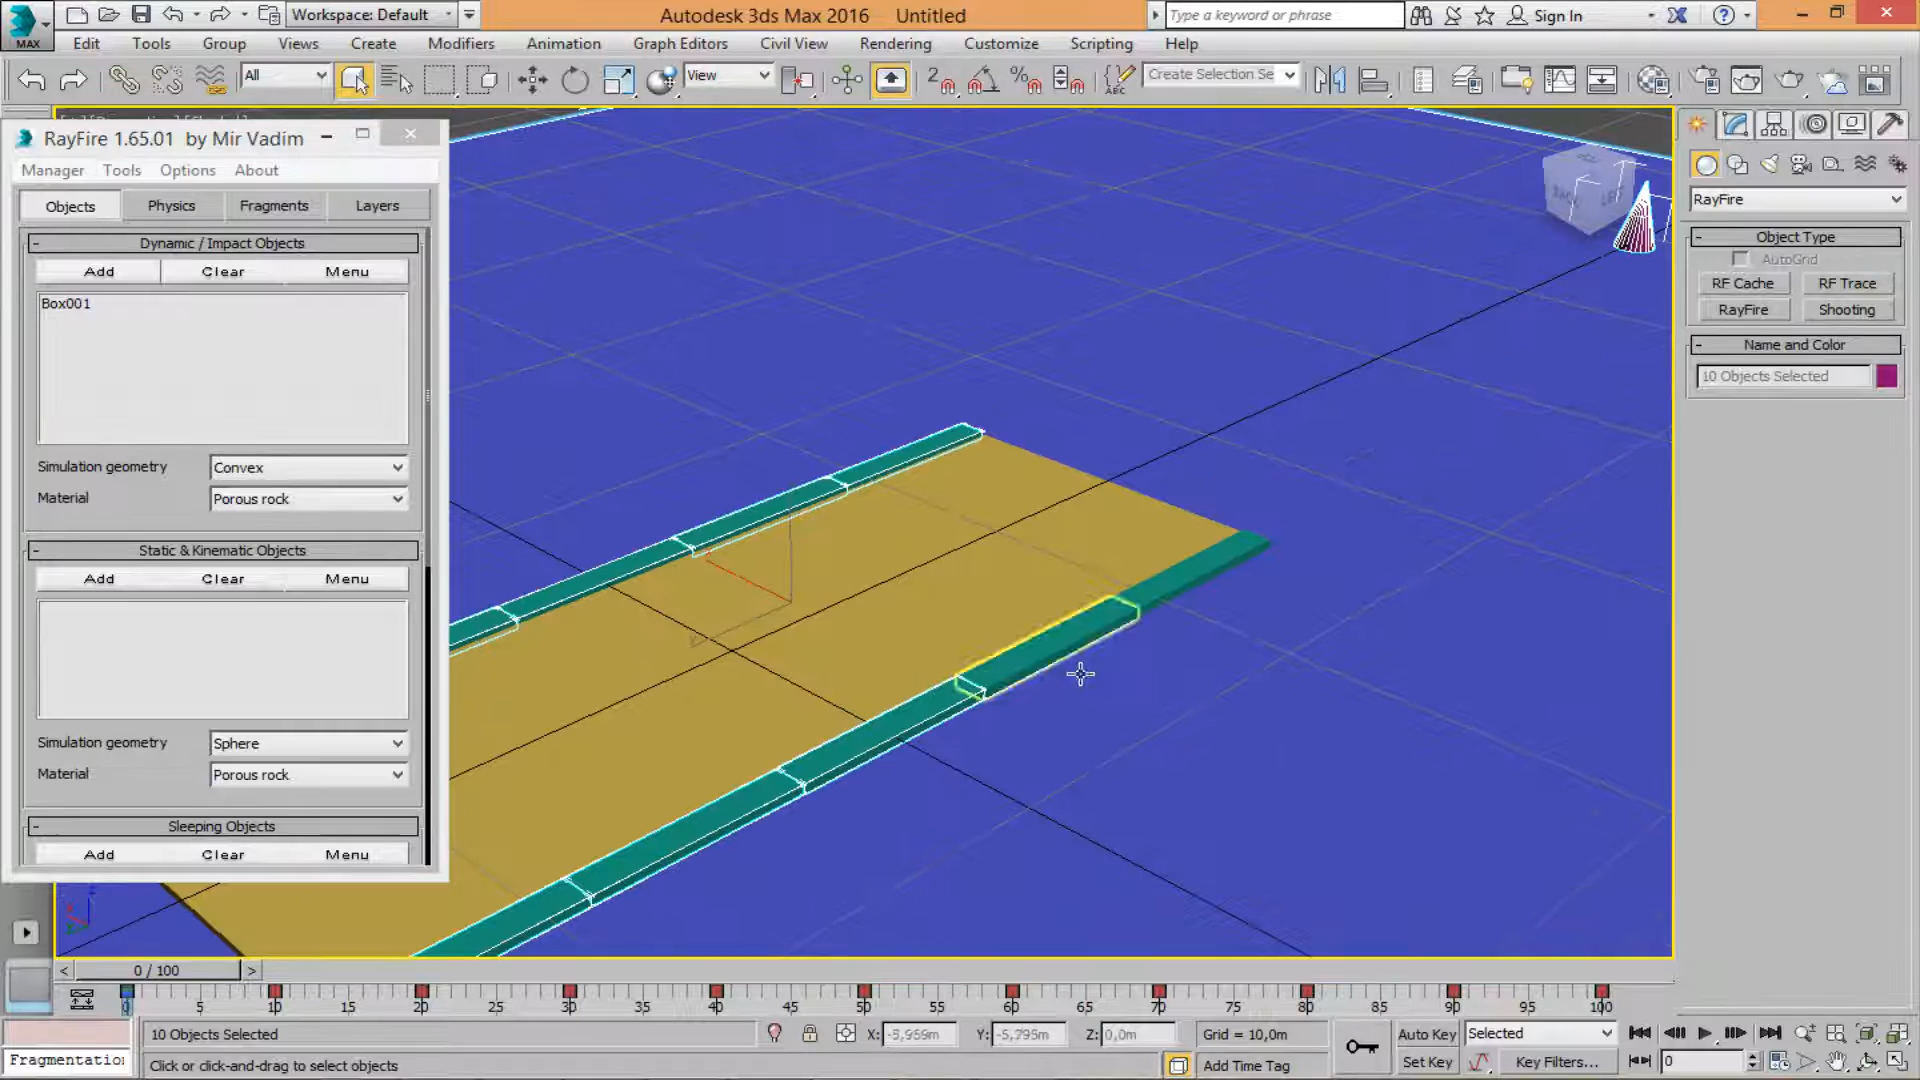 MAX
Workspace: Default
Autodesk 3ds Max 2016 Untitled
Type a keyword or phrase
Sign In
Edit Tools Group Views Create Modifiers Animation Graph Editors Civil View Rendering Customize Scripting Help
All
View
Create Selection Se
RayFire 1.65.01 by Mir Vadim
Manager Tools Options About
Objects Physics Fragments Layers
Dynamic / Impact Objects
Add Clear Menu
Box001
Simulation geometry Convex
Material Porous rock
Static & Kinematic Objects
Add Clear Menu
Simulation geometry Sphere
Material Porous rock
Sleeping Objects
Add Clear Menu
RayFire
Object Type
AutoGrid
RF Cache RF Trace
RayFire Shooting
Name and Color
10 Objects Selected
0 / 100
0 5 10 15 20 25 30 35 40 45 50 55 60 65 70 75 80 85 90 95 100
10 Objects Selected
X: -5,959m Y: -5,795m Z: 0,0m Grid = 10,0m
Auto Key Selected
Fragmentation
Click or click-and-drag to select objects
Add Time Tag
Set Key Key Filters... 0